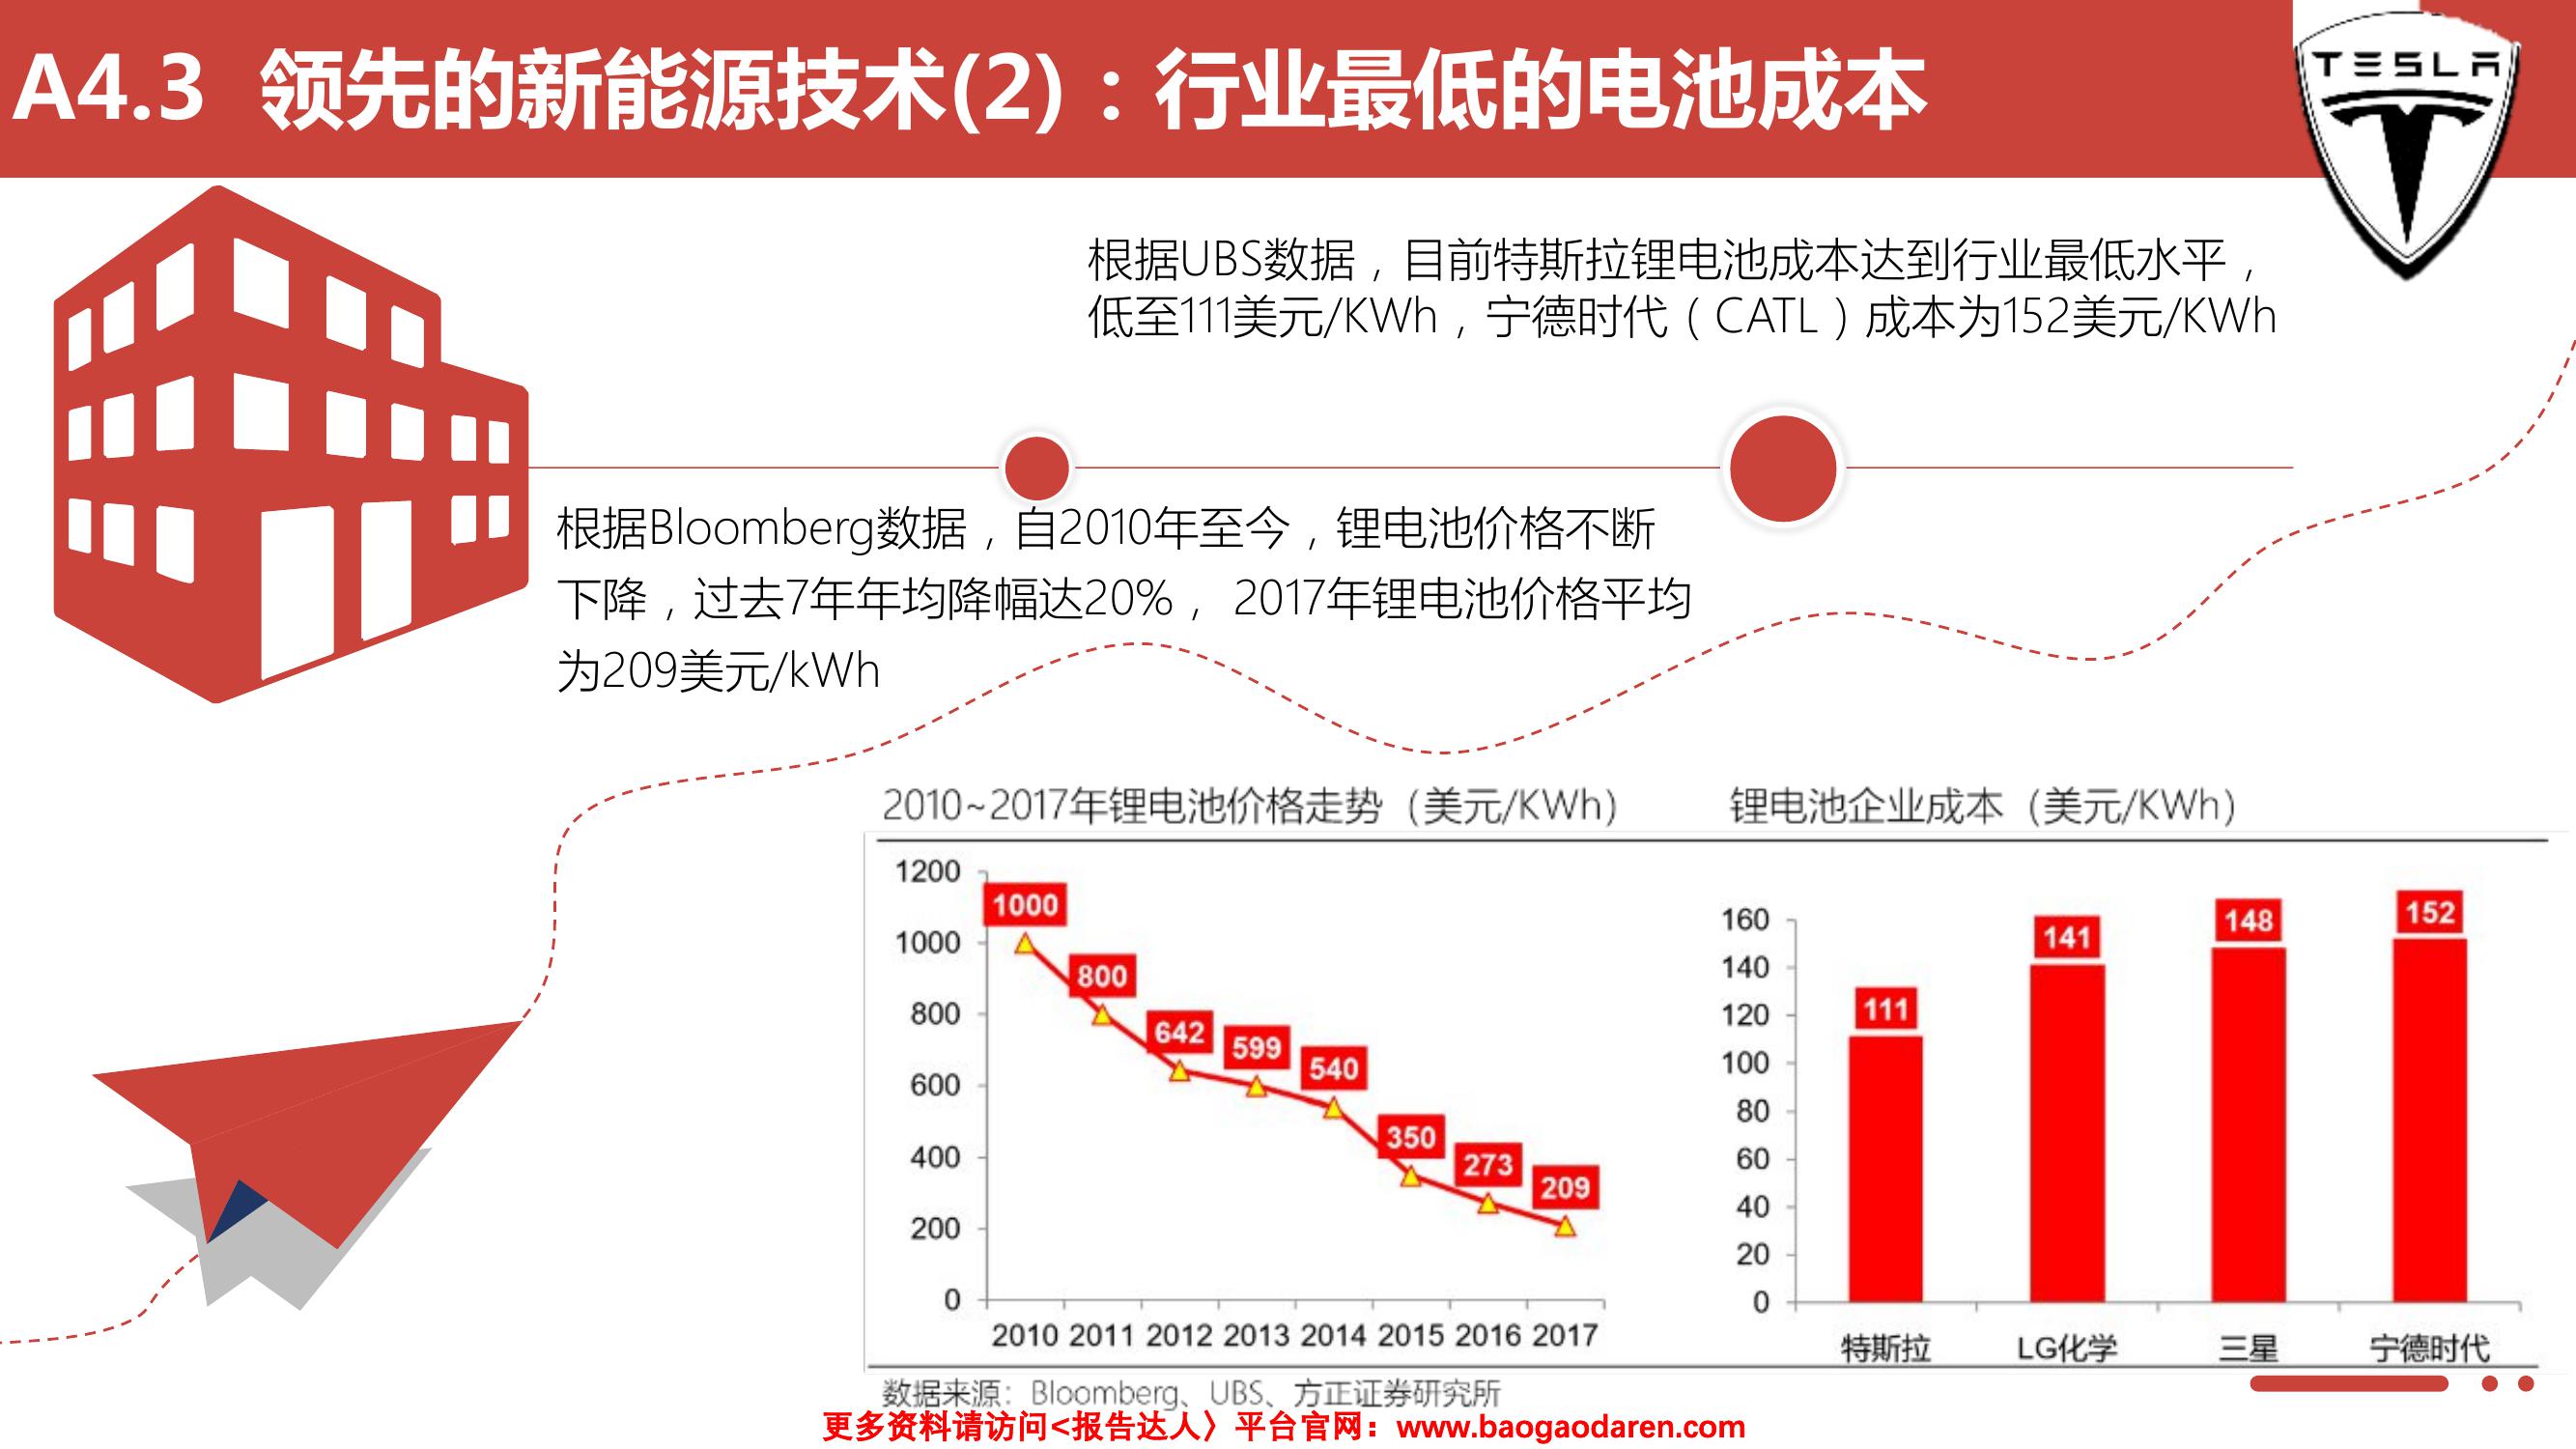 A4.3 领先的新能源技术(2)：行业最低的电池成本
TESLA
根据UBS数据，目前特斯拉锂电池成本达到行业最低水平，
低至111美元/KWh，宁德时代（CATL）成本为152美元/KWh
根据Bloomberg数据，自2010年至今，锂电池价格不断
下降，过去7年年均降幅达20%， 2017年锂电池价格平均
为209美元/kWh
2010~2017年锂电池价格走势（美元/KWh）
1200
1000
800
600
400
200
0
1000
800
642
599
540
350
273
209
2010 2011 2012 2013 2014 2015 2016 2017
锂电池企业成本（美元/KWh）
160
140
120
100
80
60
40
20
0
111
141
148
152
特斯拉 LG化学 三星 宁德时代
数据来源：Bloomberg、UBS、方正证券研究所
更多资料请访问<报告达人〉平台官网：www.baogaodaren.com